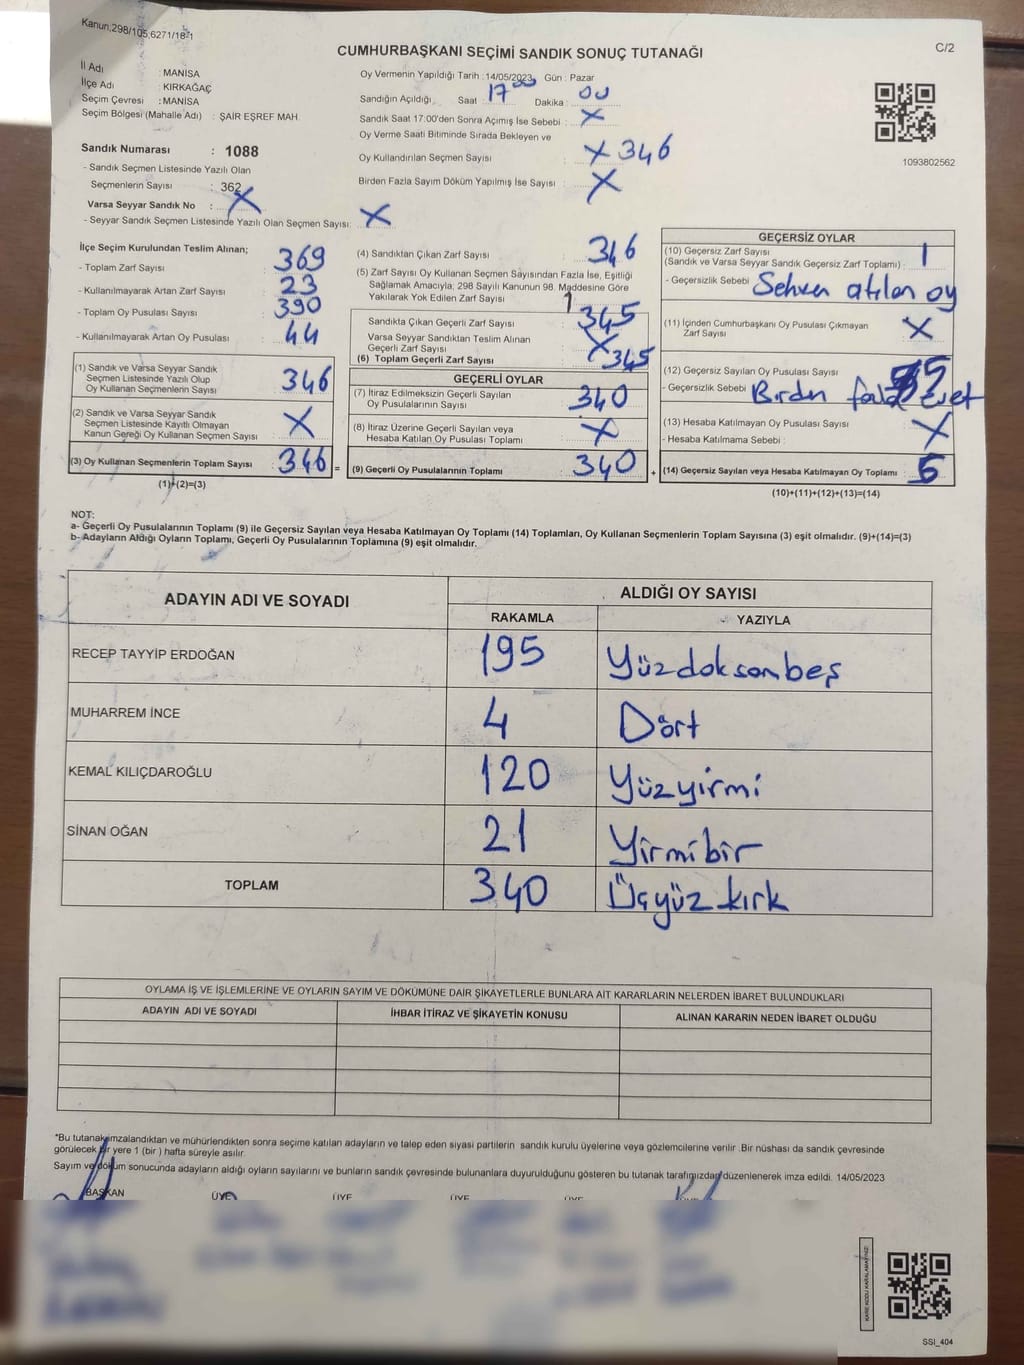 Kanun,298/105,6271/18-1
CUMHURBAŞKANI SEÇİMİ SANDIK SONUÇ TUTANAĞI
C/2
İl Adı : MANİSA
İlçe Adı : KIRKAĞAÇ
Seçim Çevresi : MANİSA
Seçim Bölgesi (Mahalle Adı) : ŞAİR EŞREF MAH.
Sandık Numarası : 1088
- Sandık Seçmen Listesinde Yazılı Olan
Seçmenlerin Sayısı : 362
Varsa Seyyar Sandık No : X
- Seyyar Sandık Seçmen Listesinde Yazılı Olan Seçmen Sayısı: X
Oy Vermenin Yapıldığı Tarih :14/05/2023 Gün : Pazar
Sandığın Açıldığı Saat : 17 00 Dakika : 00
Sandık Saat 17:00'den Sonra Açımış İse Sebebi : X
Oy Verme Saati Bitiminde Sırada Bekleyen ve
Oy Kullandırılan Seçmen Sayısı : X 346
Birden Fazla Sayım Döküm Yapılmış İse Sayısı : X
1093802562
İlçe Seçim Kurulundan Teslim Alınan;
- Toplam Zarf Sayısı : 369
- Kullanılmayarak Artan Zarf Sayısı : 23
- Toplam Oy Pusulası Sayısı : 390
- Kullanılmayarak Artan Oy Pusulası : 44
(1) Sandık ve Varsa Seyyar Sandık
Seçmen Listesinde Yazılı Olup
Oy Kullanan Seçmenlerin Sayısı : 346
(2) Sandık ve Varsa Seyyar Sandık
Seçmen Listesinde Kayıtlı Olmayan
Kanun Gereği Oy Kullanan Seçmen Sayısı : X
(3) Oy Kullanan Seçmenlerin Toplam Sayısı : 346 =
(1)+(2)=(3)
(4) Sandıktan Çıkan Zarf Sayısı : 346
(5) Zarf Sayısı Oy Kullanan Seçmen Sayısından Fazla İse, Eşitliği
Sağlamak Amacıyla; 298 Sayılı Kanunun 98. Maddesine Göre
Yakılarak Yok Edilen Zarf Sayısı : 1
Sandıkta Çıkan Geçerli Zarf Sayısı : 345
Varsa Seyyar Sandıktan Teslim Alınan
Geçerli Zarf Sayısı : X
(6) Toplam Geçerli Zarf Sayısı : 345
GEÇERLİ OYLAR
(7) İtiraz Edilmeksizin Geçerli Sayılan
Oy Pusulalarının Sayısı : 340
(8) İtiraz Üzerine Geçerli Sayılan veya
Hesaba Katılan Oy Pusulası Toplamı : X
(9) Geçerli Oy Pusulalarının Toplamı : 340 +
GEÇERSİZ OYLAR
(10) Geçersiz Zarf Sayısı
(Sandık ve Varsa Seyyar Sandık Geçersiz Zarf Toplamı) : 1
- Geçersizlik Sebebi : Sehven atılan oy
(11) İçinden Cumhurbaşkanı Oy Pusulası Çıkmayan
Zarf Sayısı : X
(12) Geçersiz Sayılan Oy Pusulası Sayısı : 5
- Geçersizlik Sebebi : Birden fazla Evet
(13) Hesaba Katılmayan Oy Pusulası Sayısı : X
- Hesaba Katılmama Sebebi :
(14) Geçersiz Sayılan veya Hesaba Katılmayan Oy Toplamı :
(10)+(11)+(12)+(13)=(14)
NOT:
a- Geçerli Oy Pusulalarının Toplamı (9) ile Geçersiz Sayılan veya Hesaba Katılmayan Oy Toplamı (14) Toplamları, Oy Kullanan Seçmenlerin Toplam Sayısına (3) eşit olmalıdır. (9)+(14)=(3)
b- Adayların Aldığı Oyların Toplamı, Geçerli Oy Pusulalarının Toplamına (9) eşit olmalıdır.
ADAYIN ADI VE SOYADI
ALDIĞI OY SAYISI
RAKAMLA YAZIYLA
RECEP TAYYİP ERDOĞAN 195 Yüzdoksanbeş
MUHARREM İNCE 4 Dört
KEMAL KILIÇDAROĞLU 120 Yüzyirmi
SİNAN OĞAN 21 Yirmibir
TOPLAM 340 Üçyüz kırk
OYLAMA İŞ VE İŞLEMLERİNE VE OYLARIN SAYIM VE DÖKÜMÜNE DAİR ŞİKAYETLERLE BUNLARA AİT KARARLARIN NELERDEN İBARET BULUNDUKLARI
ADAYIN ADI VE SOYADI İHBAR İTİRAZ VE ŞİKAYETİN KONUSU ALINAN KARARIN NEDEN İBARET OLDUĞU
*Bu tutanak imzalandıktan ve mühürlendikten sonra seçime katılan adayların ve talep eden siyasi partilerin sandık kurulu üyelerine veya gözlemcilerine verilir .Bir nüshası da sandık çevresinde
görülecek bir yere 1 (bir ) hafta süreyle asılır.
Sayım ve döküm sonucunda adayların aldığı oyların sayılarını ve bunların sandık çevresinde bulunanlara duyurulduğunu gösteren bu tutanak tarafımızdan düzenlenerek imza edildi. 14/05/2023
BAŞKAN ÜYE ÜYE ÜYE ÜYE
KARE KODU KARALAMAYINIZ!
SSİ_404